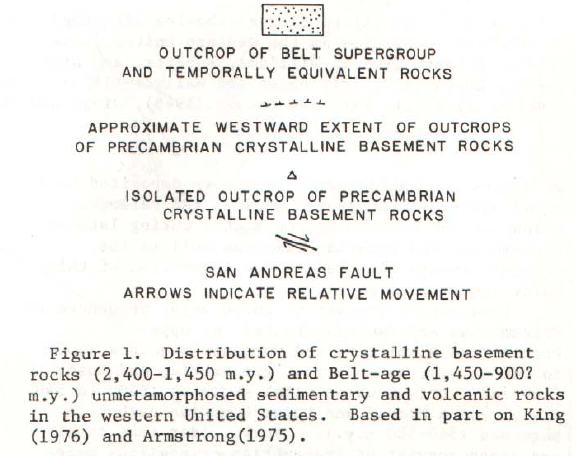 OUTCROP OF BELT SUPERGROUP
AND TEMPORALLY EQUIVALENT ROCKS
APPROXIMATE WESTWARD EXTENT OF OUTCROPS
OF PRECAMBRIAN CRYSTALLINE BASEMENT ROCKS
ISOLATED OUTCROP OF PRECAMBRIAN
CRYSTALLINE BASEMENT ROCKS
SAN ANDREAS FAULT
ARROWS INDICATE RELATIVE MOVEMENT
Figure 1. Distribution of crystalline basement
rocks (2,400-1,450 m.y.) and Belt-age (1,450-900?
m.y.) unmetamorphosed sedimentary and volcanic rocks
in the western United States. Based in part on King
(1976) and Armstrong(1975).